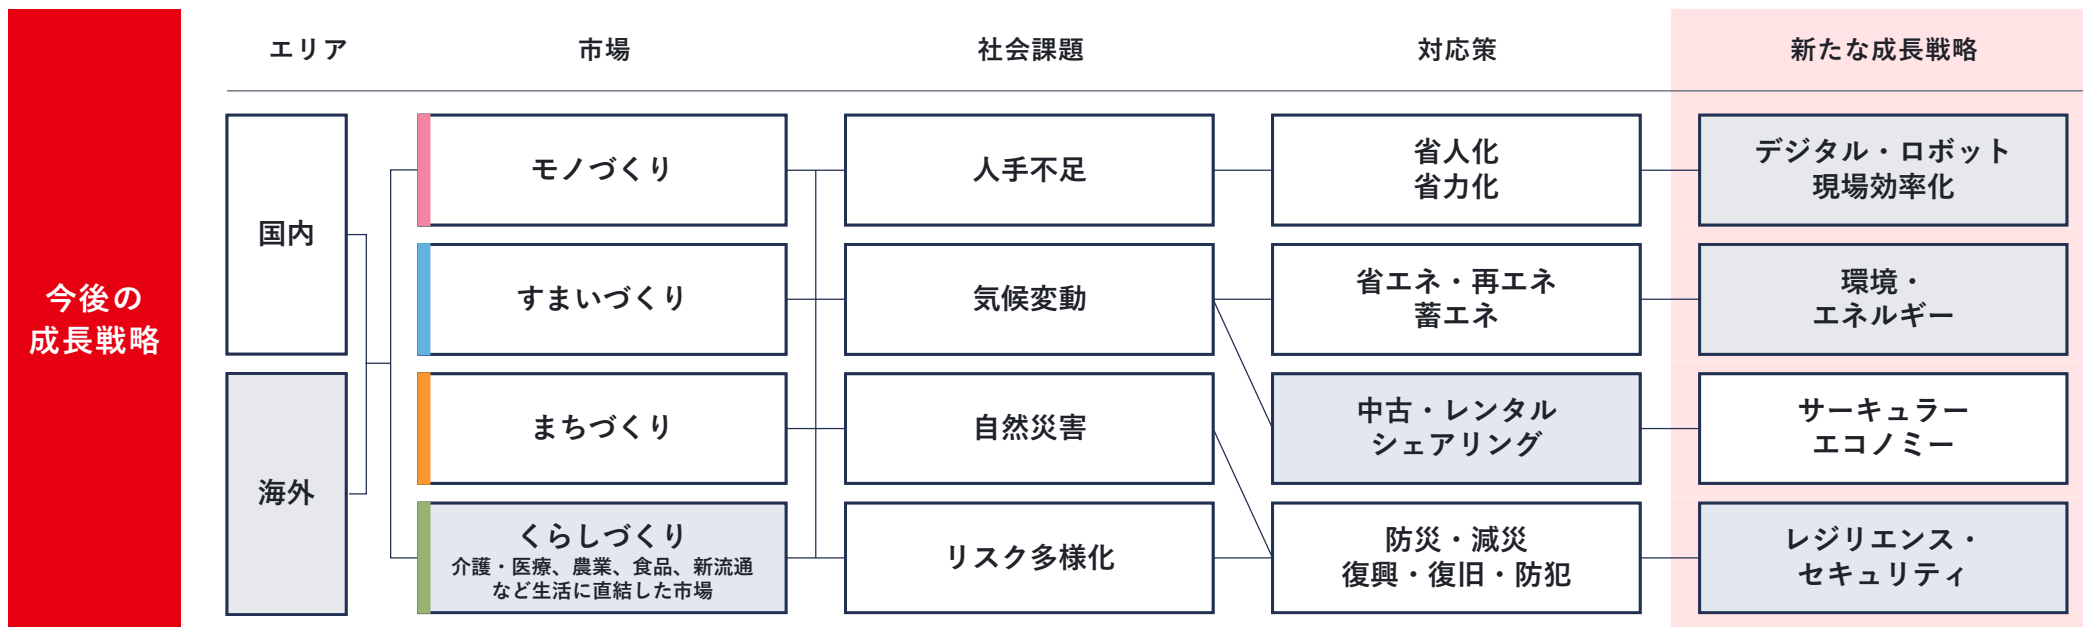 今後の
成長戦略
エリア
市場
社会課題
対応策
新たな成長戦略
国内
海外
モノづくり
すまいづくり
まちづくり
くらしづくり
介護・医療、農業、食品、新流通
など生活に直結した市場
人手不足
気候変動
自然災害
リスク多様化
省人化
省力化
省エネ・再エネ
蓄エネ
中古・レンタル
シェアリング
防災・減災
復興・復旧・防犯
デジタル・ロボット
現場効率化
環境・
エネルギー
サーキュラー
エコノミー
レジリエンス・
セキュリティ